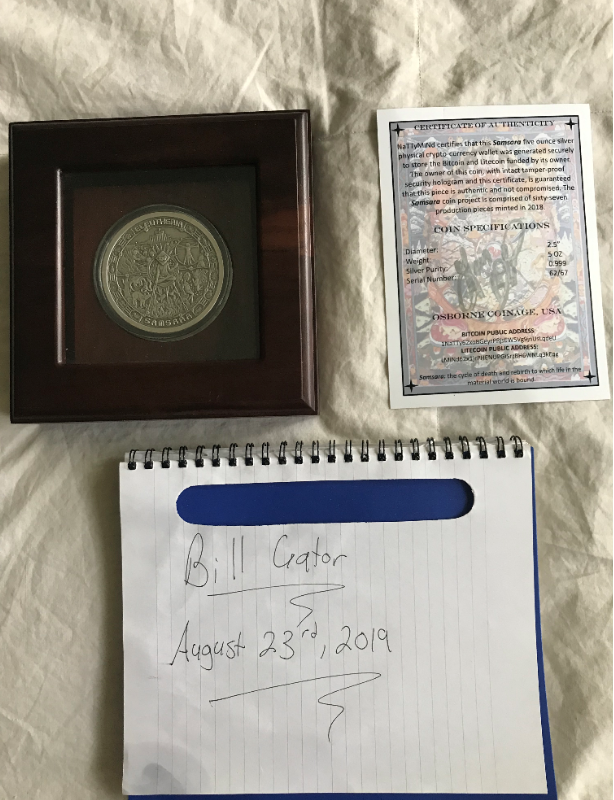 SAMSARA
CERTIFICATE OF AUTHENTICITY
NaTTyMiNd certifies that this Samsara five ounce silver
physical crypto-currency wallet was generated securely
to store the Bitcoin and Litecoin funded by its owner.
The owner of this coin, with intact tamper-proof
security hologram and this certificate, is guaranteed
that this piece is authentic and not compromised. The
Samsara coin project is comprised of sixty-seven
production pieces minted in 2018.
COIN SPECIFICATIONS
Diameter: 2.5"
Weight: 5 OZ
Silver Purity: 0.999
Serial Number: 62/67
OSBORNE COINAGE, USA
BITCOIN PUBLIC ADDRESS:
LITECOIN PUBLIC ADDRESS:
Samsara: the cycle of death and rebirth to which life in the
material world is bound.
Bill Gator
August 23rd, 2019